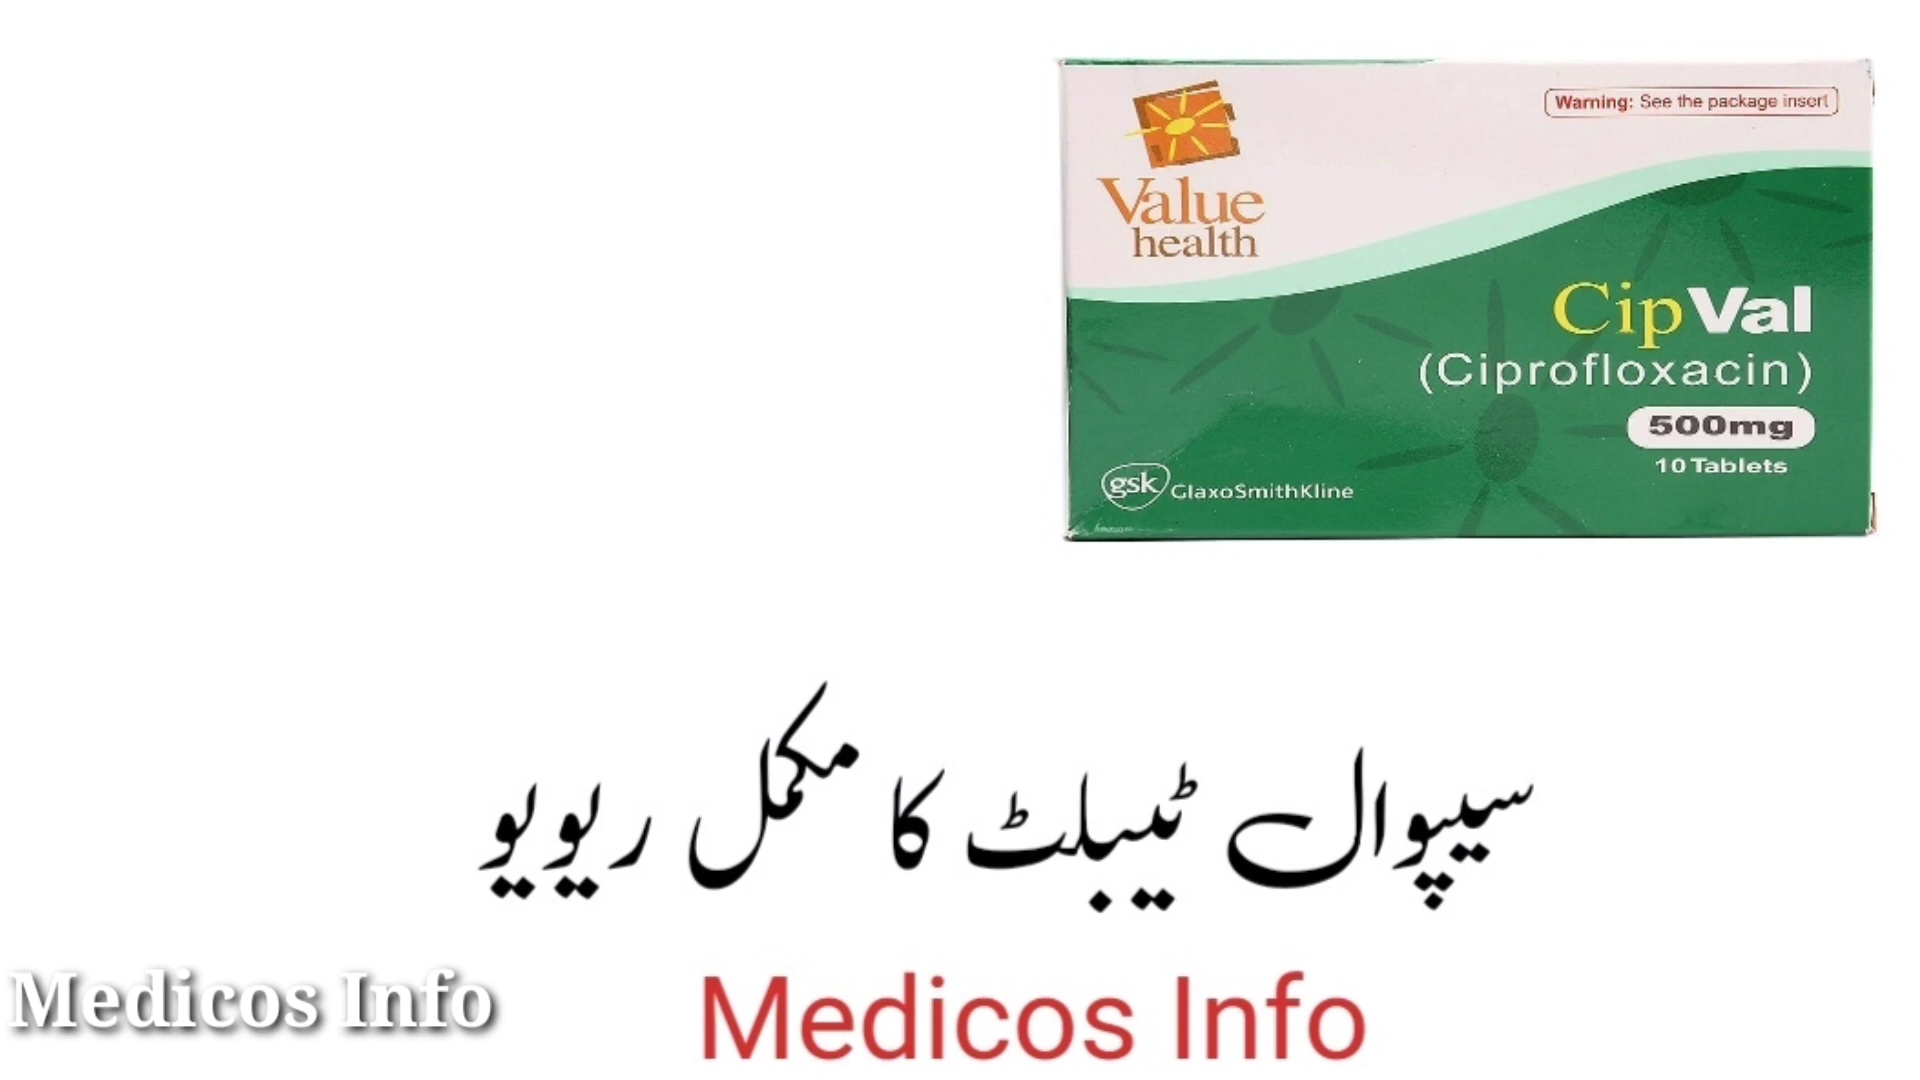 Warning: See the package insert
Value
health
CipVal
(Ciprofloxacin)
500mg
10 Tablets
gsk GlaxoSmithKline
سیپوال ٹیبلٹ کا مکمل ریویو
Medicos Info
Medicos Info